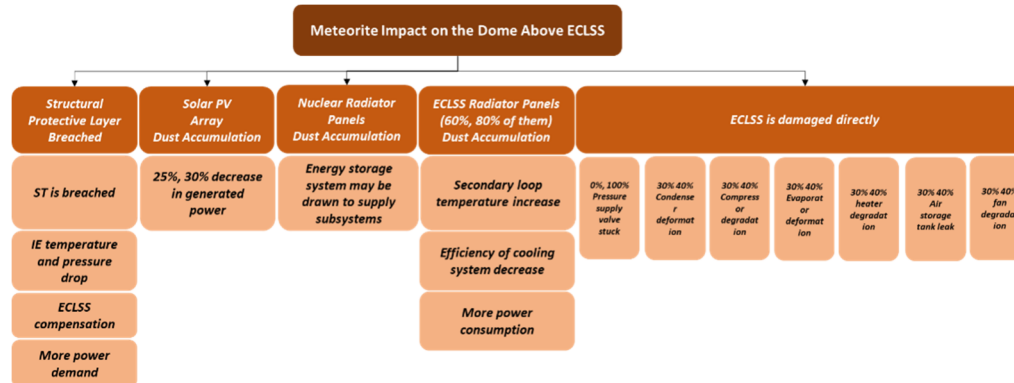 Meteorite Impact on the Dome Above ECLSS
Structural
Protective Layer
Breached
Solar PV
Array
Dust Accumulation
Nuclear Radiator
Panels
Dust Accumulation
ECLSS Radiator Panels
(60%, 80% of them)
Dust Accumulation
ECLSS is damaged directly
ST is breached
IE temperature
and pressure
drop
ECLSS
compensation
More power
demand
25%, 30% decrease
in generated
power
Energy storage
system may be
drawn to supply
subsystems
Secondary loop
temperature increase
Efficiency of cooling
system decrease
More power
consumption
0%, 100%
Pressure
supply
valve
stuck
30% 40%
Condense
r
deformat
ion
30% 40%
Compress
or
degradat
ion
30% 40%
Evaporat
or
deformat
ion
30% 40%
heater
degradat
ion
30% 40%
Air
storage
tank leak
30% 40%
fan
degradat
ion